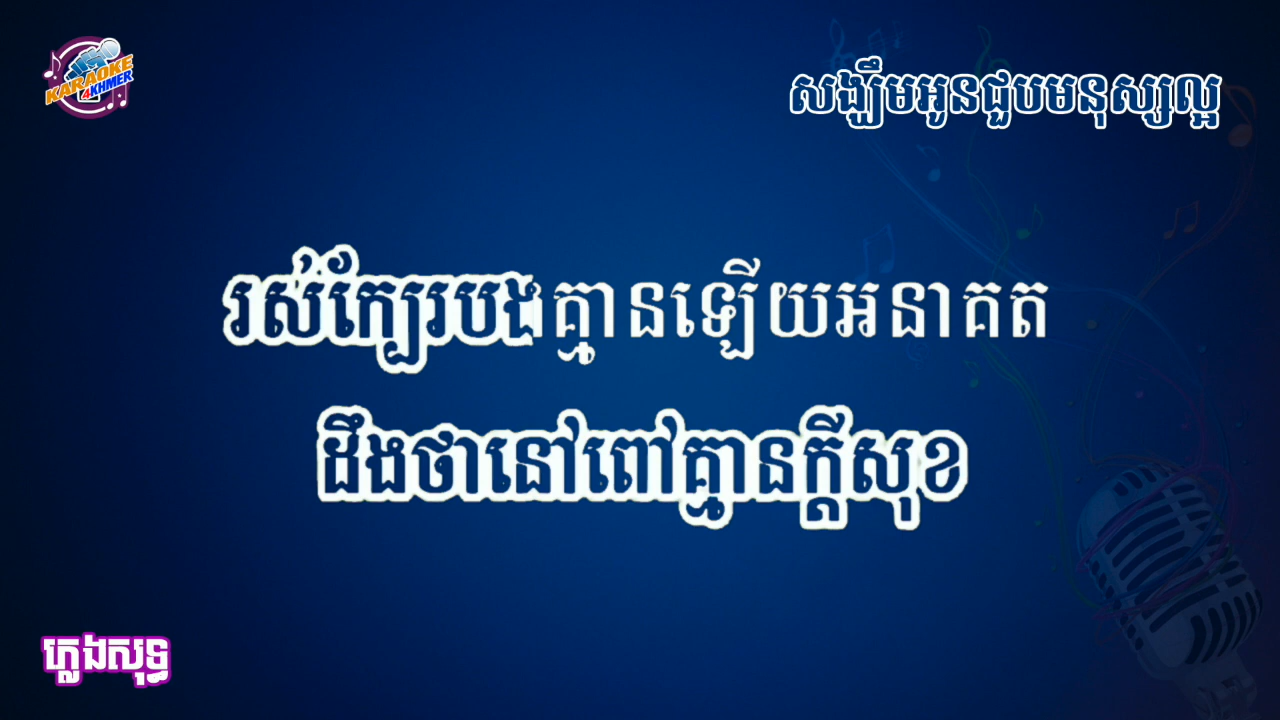 KARAOKE
4KHMER
សង្ឃឹមអូនជួបមនុស្សល្អ
រស់ក្បែរបងគ្មានឡើយអនាគត
ដឹងថានៅពៅគ្មានក្ដីសុខ
ភ្លេងសុទ្ធ